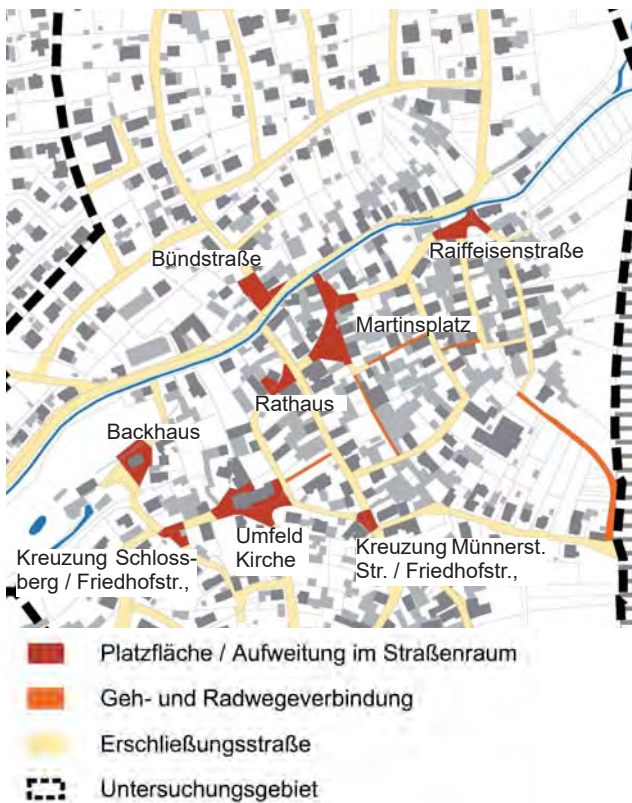 Raiffeisenstraße
Bündstraße
Martinsplatz
Rathaus
Backhaus
Umfeld
Kirche
Kreuzung Schloss-
berg / Friedhofstr.,
Kreuzung Münnerst.
Str. / Friedhofstr.,
Platzfläche / Aufweitung im Straßenraum
Geh- und Radwegeverbindung
Erschließungsstraße
Untersuchungsgebiet